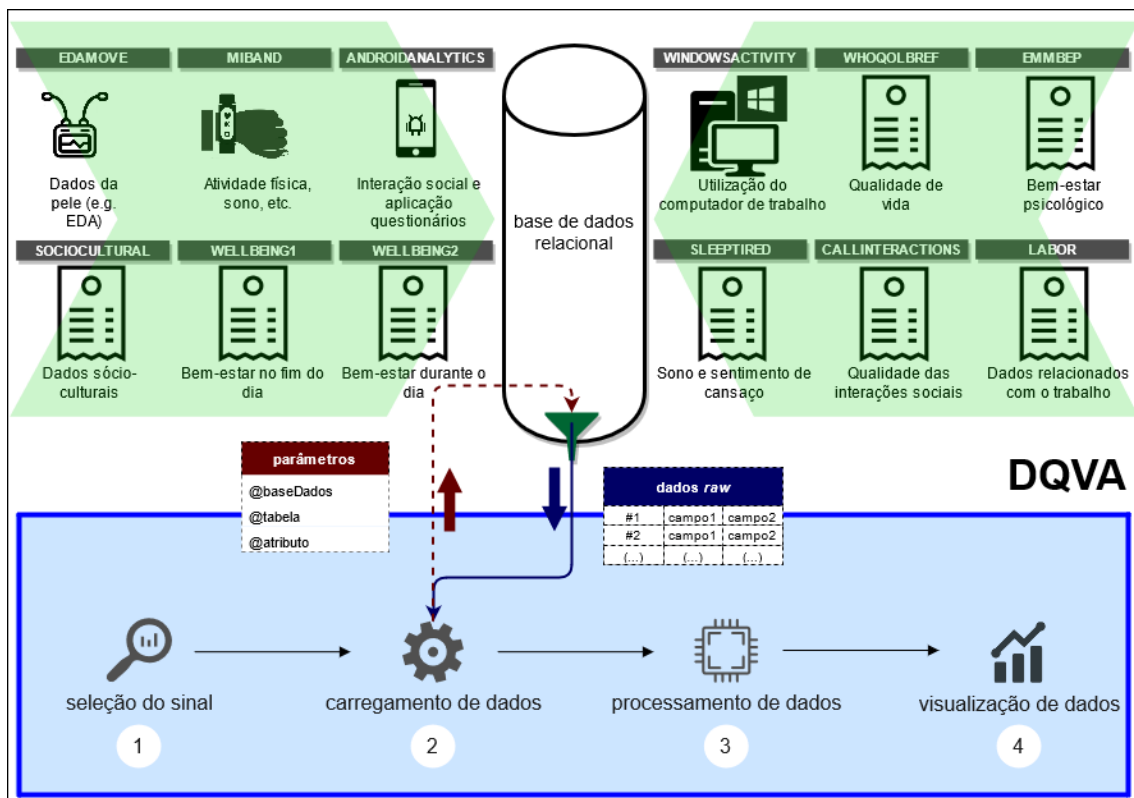 EDAMOVE
MIBAND
ANDROIDANALYTICS
Dados da
pele (e.g.
EDA)
Atividade física,
sono, etc.
Interação social e
aplicação
questionários
SOCIOCULTURAL
WELLBEING1
WELLBEING2
Dados sócio-
culturais
Bem-estar no fim do
dia
Bem-estar durante o
dia
base de dados
relacional
WINDOWSACTIVITY
WHOQOLBREF
EMMBEP
Utilização do
computador de trabalho
Qualidade de
vida
Bem-estar
psicológico
SLEEPTIRED
CALLINTERACTIONS
LABOR
Sono e sentimento de
cansaço
Qualidade das
interações sociais
Dados relacionados
com o trabalho
parâmetros
@baseDados
@tabela
@atributo
dados raw
#1 campo1 campo2
#2 campo1 campo2
(...) (...) (...)
DQVA
seleção do sinal
carregamento de dados
processamento de dados
visualização de dados
1
2
3
4